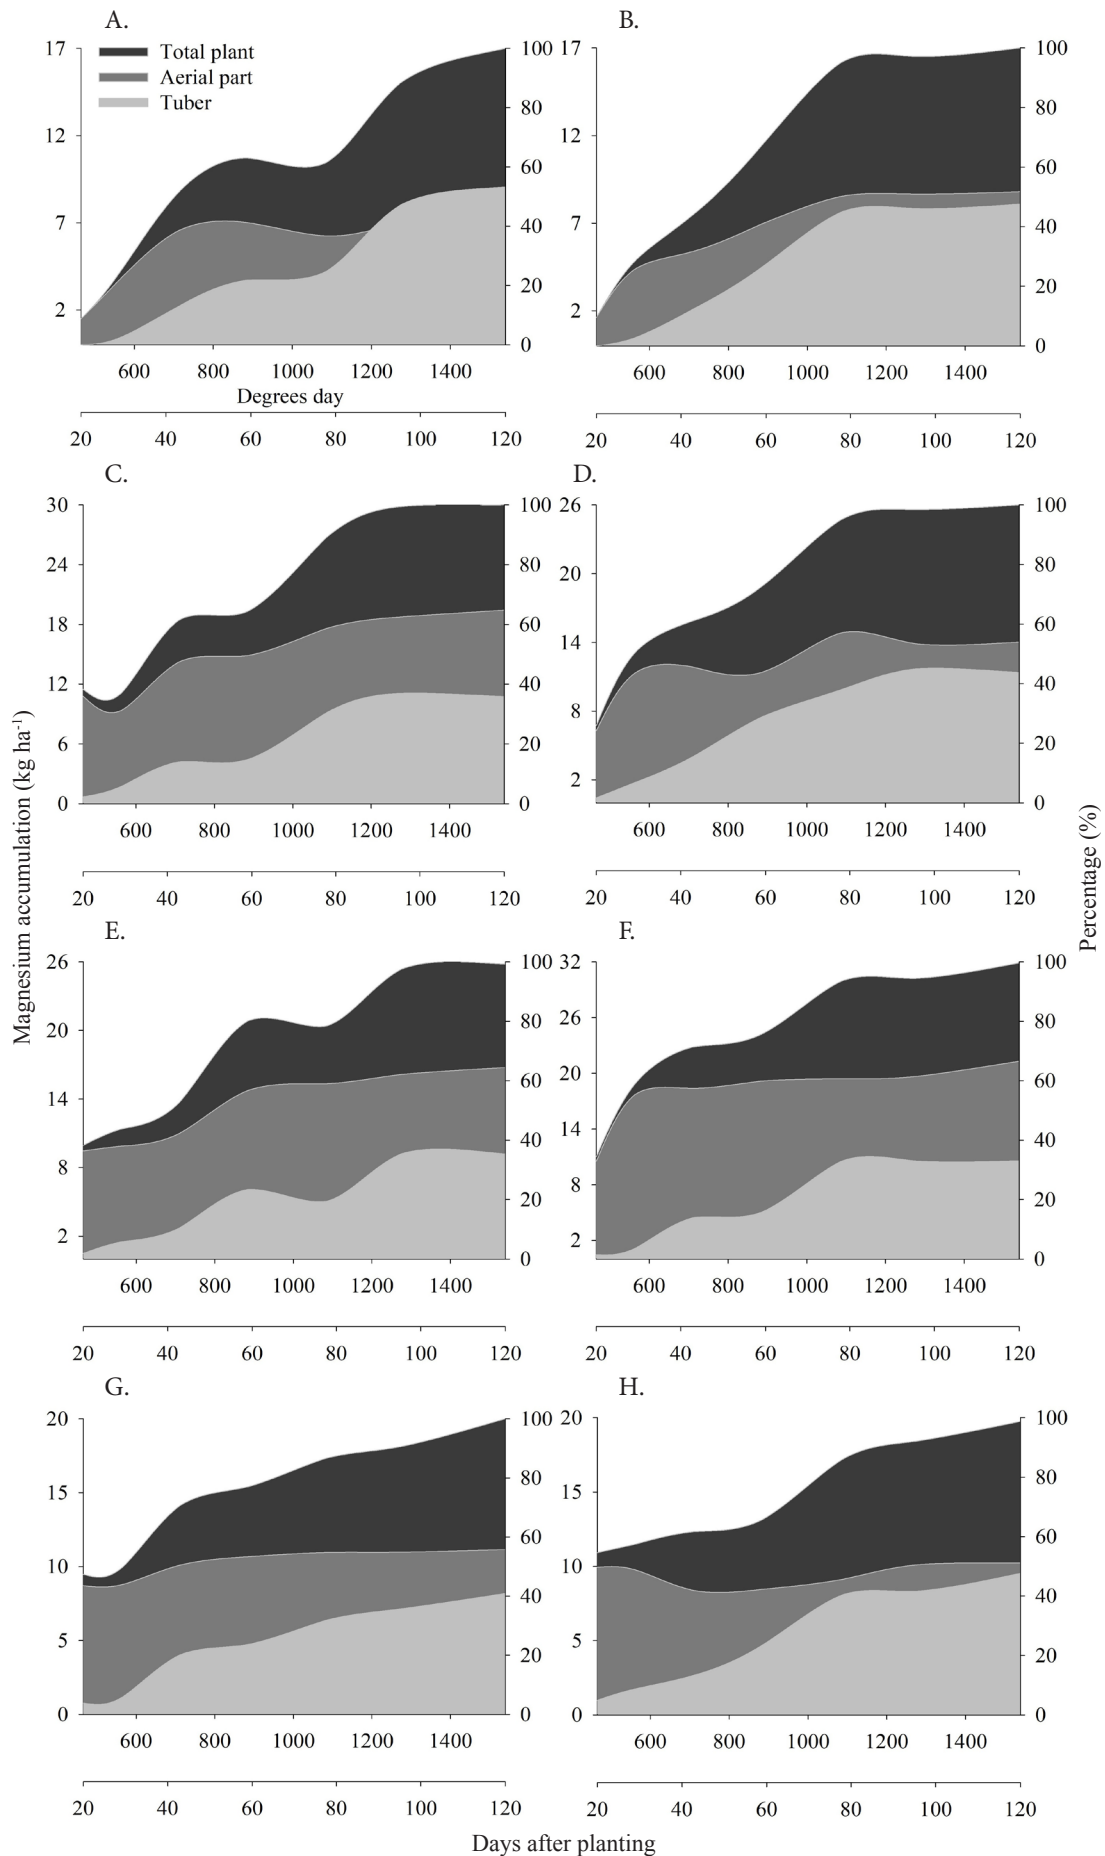 A. B.
17 100 17 100
Total plant
Aerial part
Tuber
80 80
12 12
60 60
7 40 7 40
20 20
2 2
0 0
600 800 1000 1200 1400 600 800 1000 1200 1400
Degrees day
20 40 60 80 100 120 20 40 60 80 100 120
C. D.
30 100 26 100
24 80 20 80
18 60 14 60
12 40 8 40
6 20 2 20
0 0 0
600 800 1000 1200 1400 600 800 1000 1200 1400
20 40 60 80 100 120 20 40 60 80 100 120
Magnesium accumulation (kg ha-1)
Percentage (%)
E. F.
26 100 32 100
20 80 26 80
14 60 20 60
8 40 14 40
2 20 8 20
0 2 0
600 800 1000 1200 1400 600 800 1000 1200 1400
20 40 60 80 100 120 20 40 60 80 100 120
G. H.
20 100 20 100
15 80 15 80
10 60 10 60
5 40 5 40
20 20
0 0 0 0
600 800 1000 1200 1400 600 800 1000 1200 1400
20 40 60 80 100 120 20 40 60 80 100 120
Days after planting